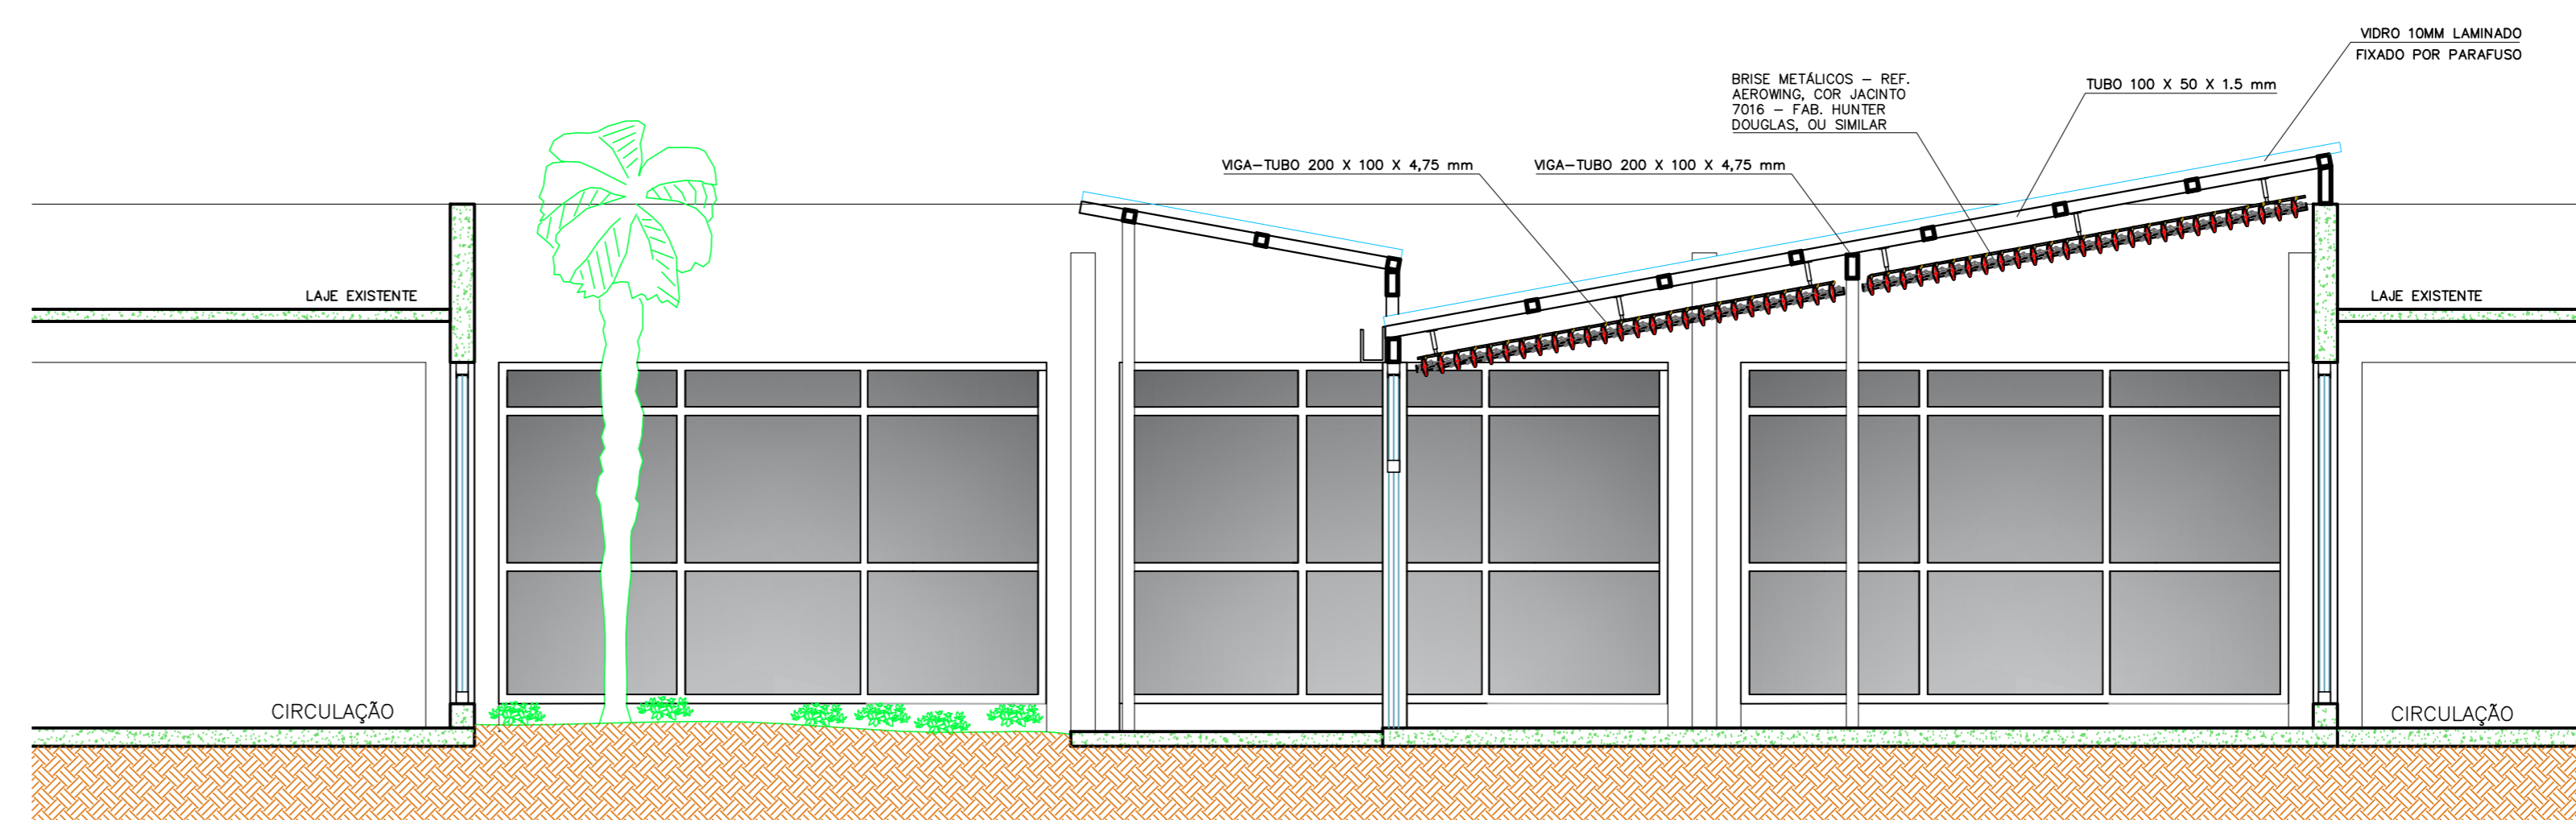 VIDRO 10MM LAMINADO
FIXADO POR PARAFUSO
BRISE METÁLICOS – REF.
AEROWING, COR JACINTO
7016 – FAB. HUNTER
DOUGLAS, OU SIMILAR
TUBO 100 X 50 X 1.5 mm
VIGA–TUBO 200 X 100 X 4,75 mm
VIGA–TUBO 200 X 100 X 4,75 mm
LAJE EXISTENTE
LAJE EXISTENTE
CIRCULAÇÃO
CIRCULAÇÃO